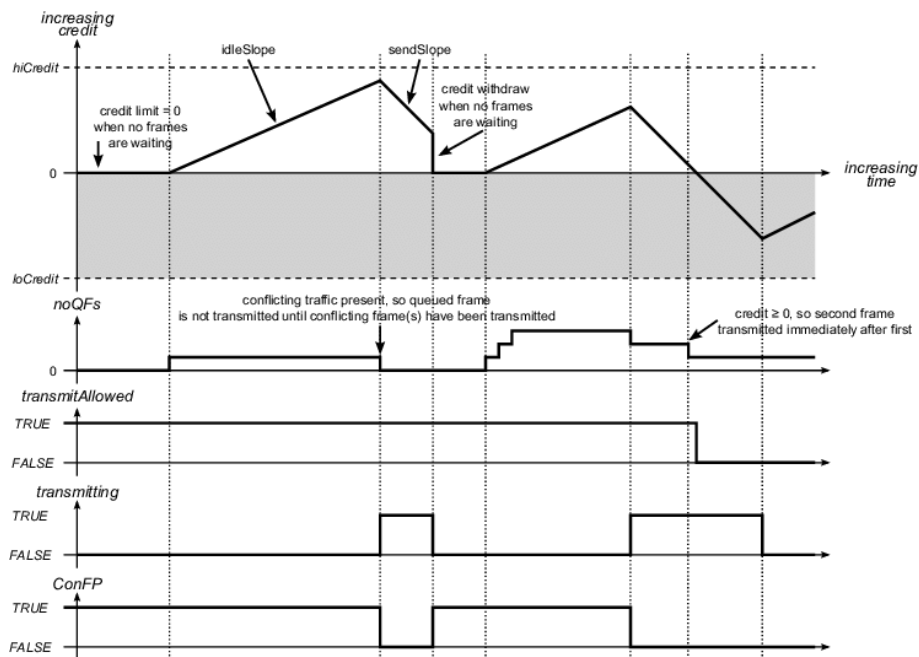 increasing
credit
idleSlope
sendSlope
hiCredit
credit limit = 0
when no frames
are waiting
credit withdraw
when no frames
are waiting
0
increasing
time
loCredit
noQFs
conflicting traffic present, so queued frame
is not transmitted until conflicting frame(s) have been transmitted
credit ≥ 0, so second frame
transmitted immediately after first
0
transmitAllowed
TRUE
FALSE
transmitting
TRUE
FALSE
ConFP
TRUE
FALSE